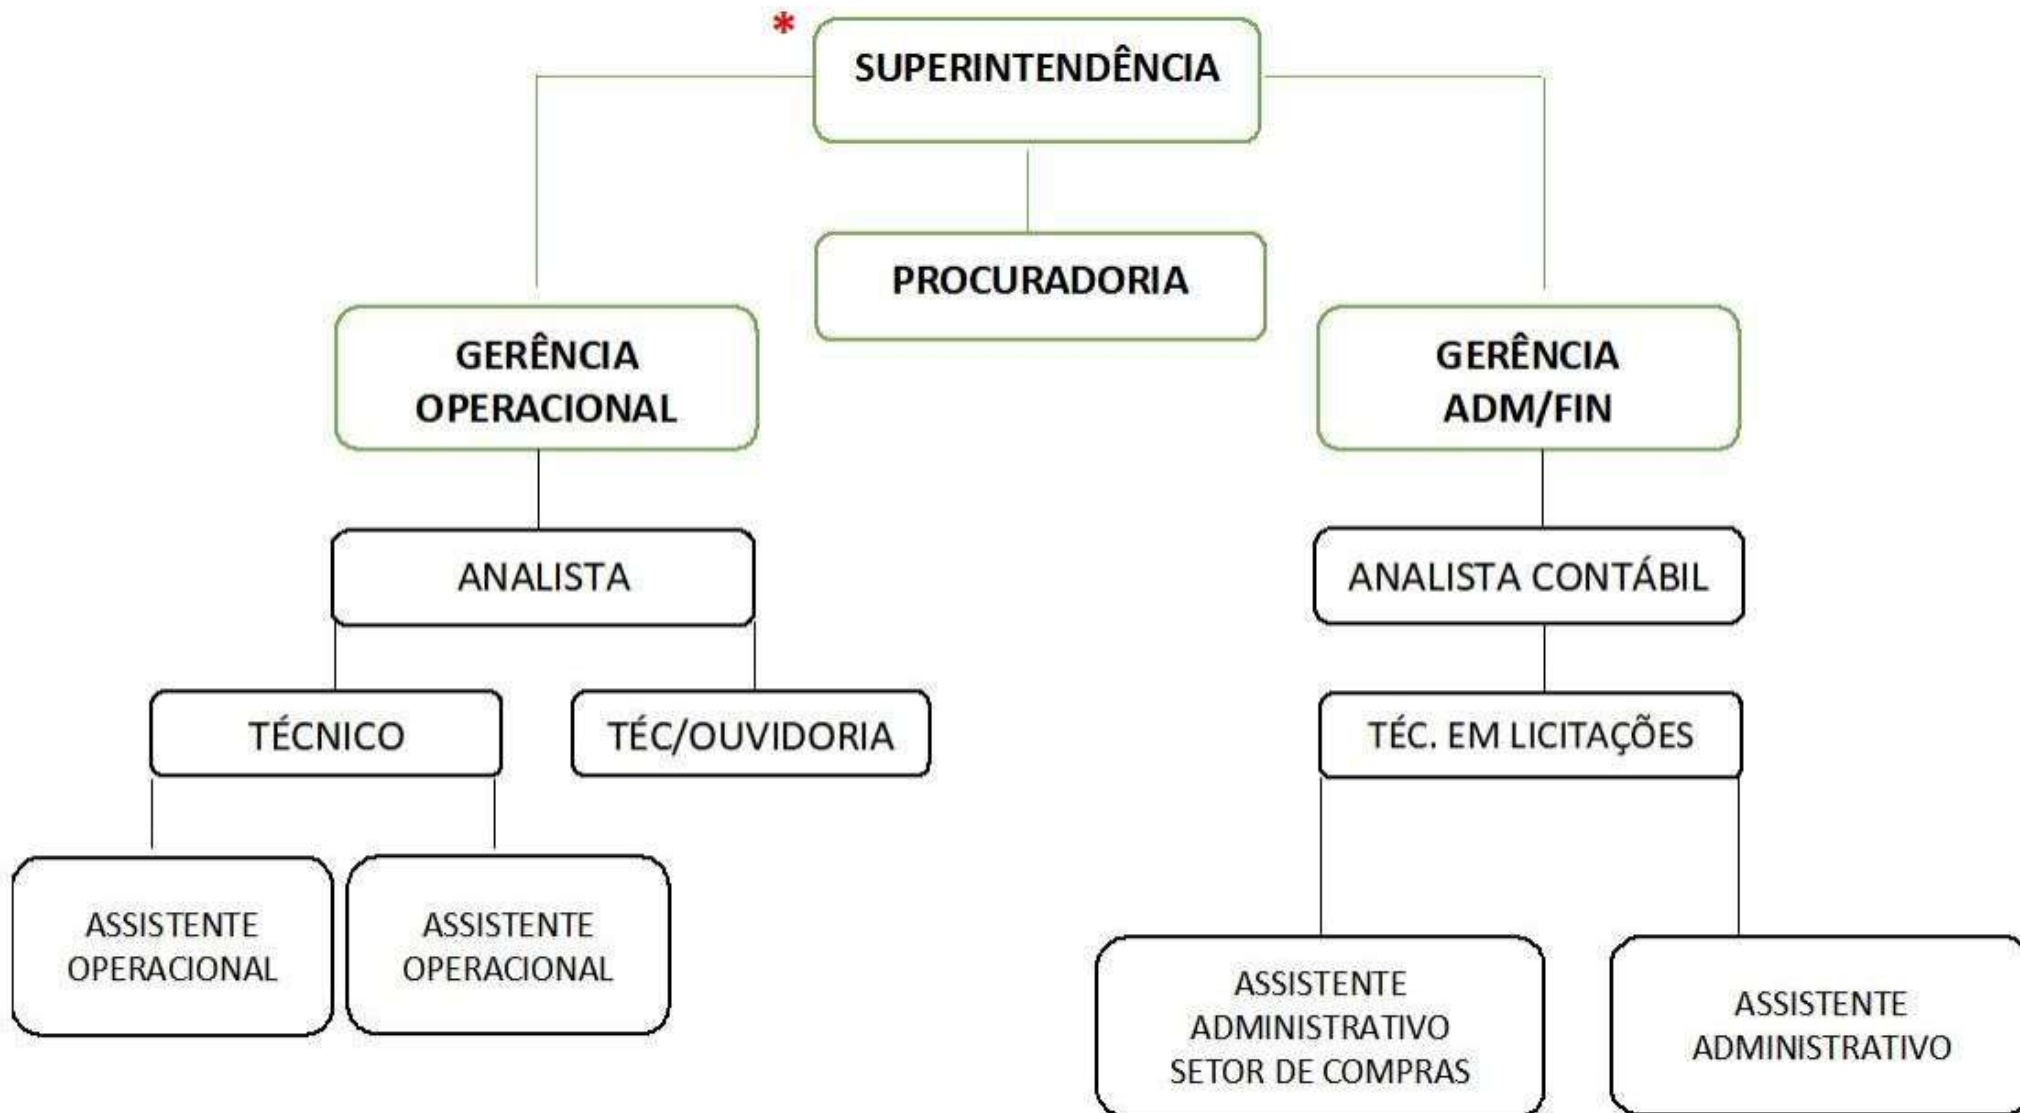 *
SUPERINTENDÊNCIA
PROCURADORIA
GERÊNCIA
OPERACIONAL
GERÊNCIA
ADM/FIN
ANALISTA
ANALISTA CONTÁBIL
TÉCNICO
TÉC/OUVIDORIA
TÉC. EM LICITAÇÕES
ASSISTENTE
OPERACIONAL
ASSISTENTE
OPERACIONAL
ASSISTENTE
ADMINISTRATIVO
SETOR DE COMPRAS
ASSISTENTE
ADMINISTRATIVO